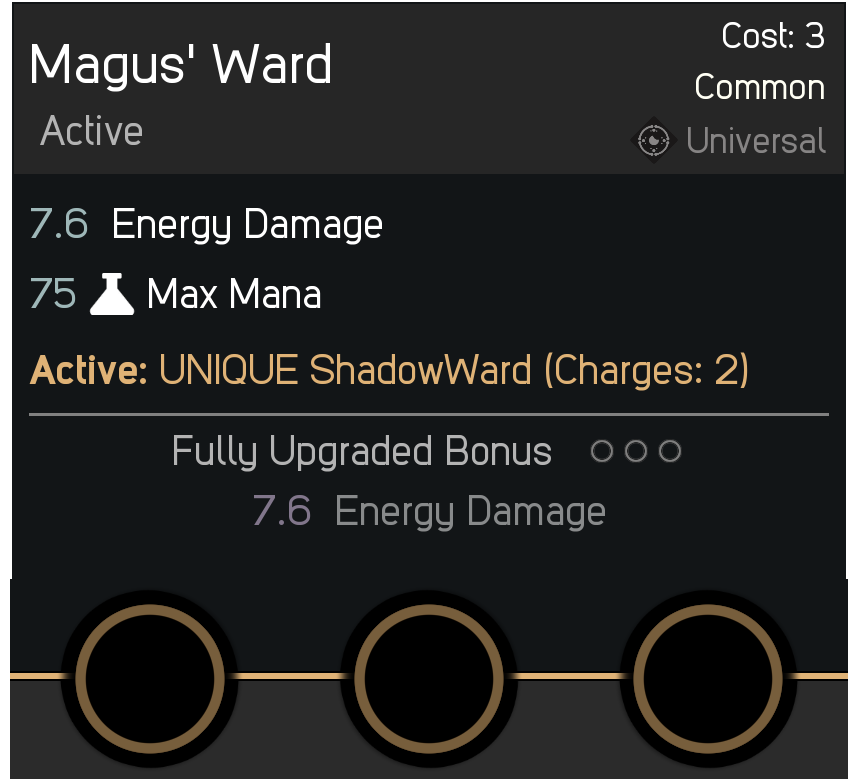 Magus' Ward
Cost: 3
Common
Active
Universal
7.6 Energy Damage
75 Max Mana
Active: UNIQUE ShadowWard (Charges: 2)
Fully Upgraded Bonus
7.6 Energy Damage